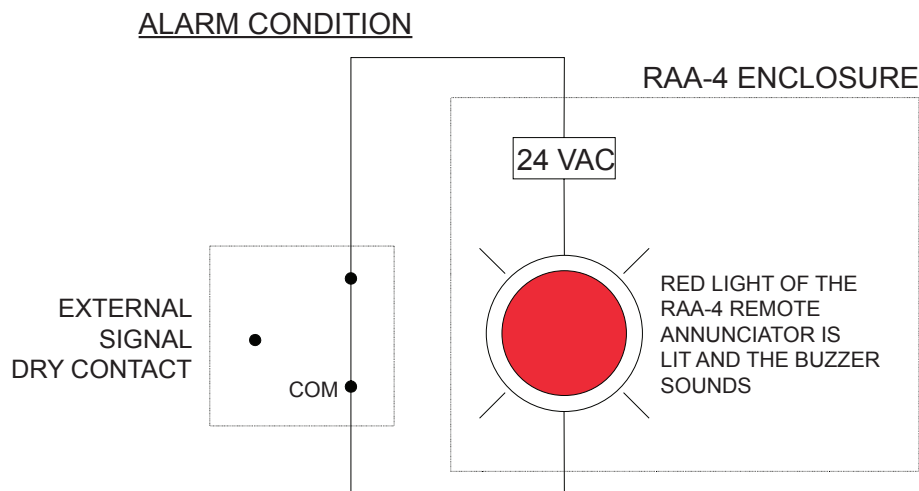 ALARM CONDITION
RAA-4 ENCLOSURE
24 VAC
EXTERNAL
SIGNAL
DRY CONTACT
COM
RED LIGHT OF THE
RAA-4 REMOTE
ANNUNCIATOR IS
LIT AND THE BUZZER
SOUNDS